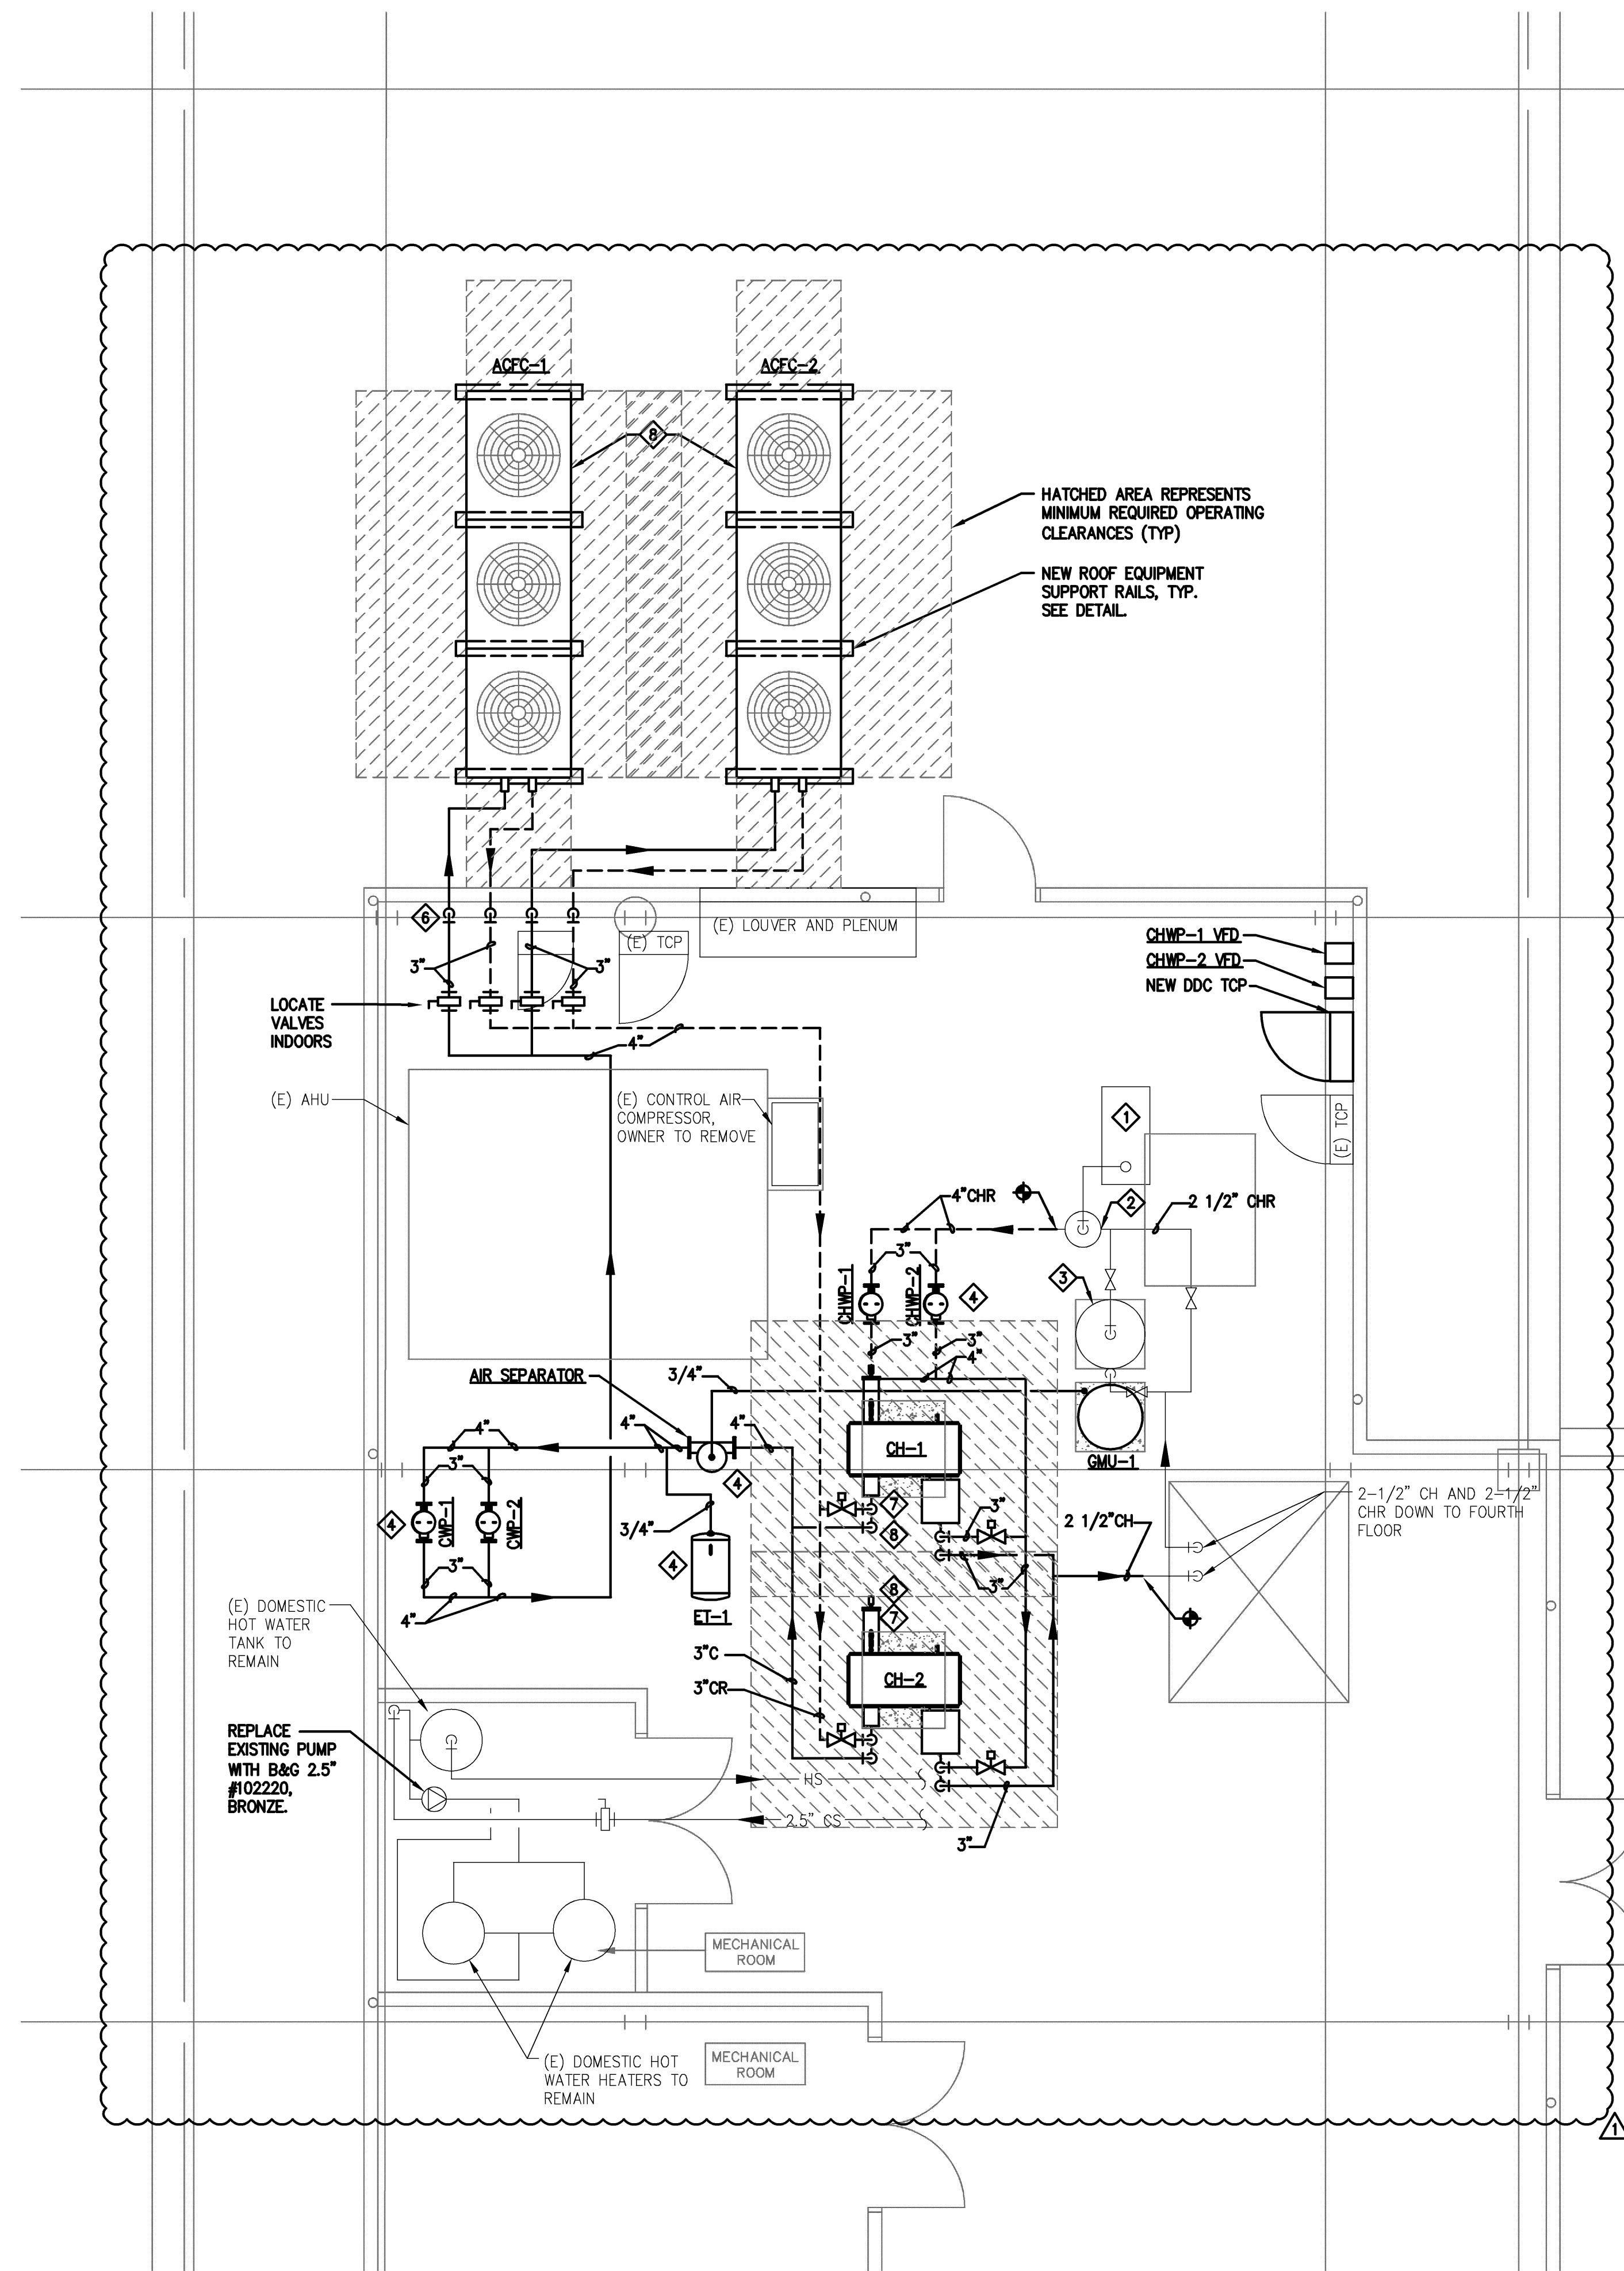 ACFC-1
ACFC-2
8
HATCHED AREA REPRESENTS
MINIMUM REQUIRED OPERATING
CLEARANCES (TYP)
NEW ROOF EQUIPMENT
SUPPORT RAILS, TYP.
SEE DETAIL.
6
(E) LOUVER AND PLENUM
(E) TCP
CHWP-1 VFD
CHWP-2 VFD
NEW DDC TCP
3"
3"
LOCATE
VALVES
INDOORS
4"
(E) AHU
(E) CONTROL AIR
COMPRESSOR,
OWNER TO REMOVE
1
(E) TCP
4"CHR
2
2 1/2" CHR
3"
CHWP-1
CHWP-2
4
3
3"
3"
4"
AIR SEPARATOR
3/4"
4"
4"
4"
3"
CH-1
GMU-1
4
CWP-1
CWP-2
4
3/4"
4
7
8
3"
3"
2 1/2"CH
2-1/2" CH AND 2-1/2"
CHR DOWN TO FOURTH
FLOOR
3"
4"
ET-1
8
7
(E) DOMESTIC
HOT WATER
TANK TO
REMAIN
3"C
3"CR
CH-2
REPLACE
EXISTING PUMP
WITH B&G 2.5"
#102220,
BRONZE.
HS
2.5" CS
3"
MECHANICAL
ROOM
(E) DOMESTIC HOT
WATER HEATERS TO
REMAIN
MECHANICAL
ROOM
1